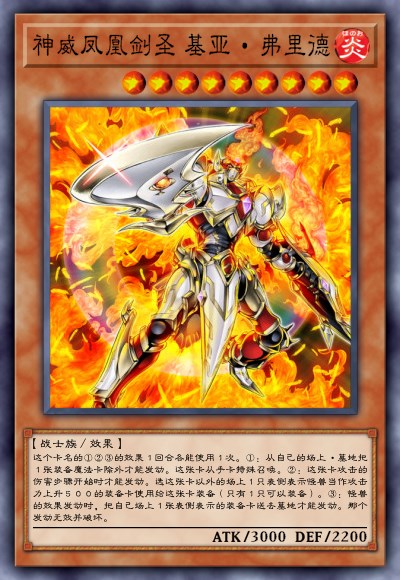 神威凤凰剑圣 基亚·弗里德
ほのお
炎
【战士族／效果】
这个卡名的①②③的效果1回合各能使用1次。①：从自己的场上·墓地把
1张装备魔法卡除外才能发动。这张卡从手卡特殊召唤。②：这张卡攻击的
伤害步骤开始时才能发动。选这张卡以外的场上1只表侧表示怪兽当作攻击
力上升500的装备卡使用给这张卡装备（只有1只可以装备）。③：怪兽
的效果发动时，把自己场上1张表侧表示的装备卡送去墓地才能发动。那个
发动无效并破坏。
ATK/3000 DEF/2200